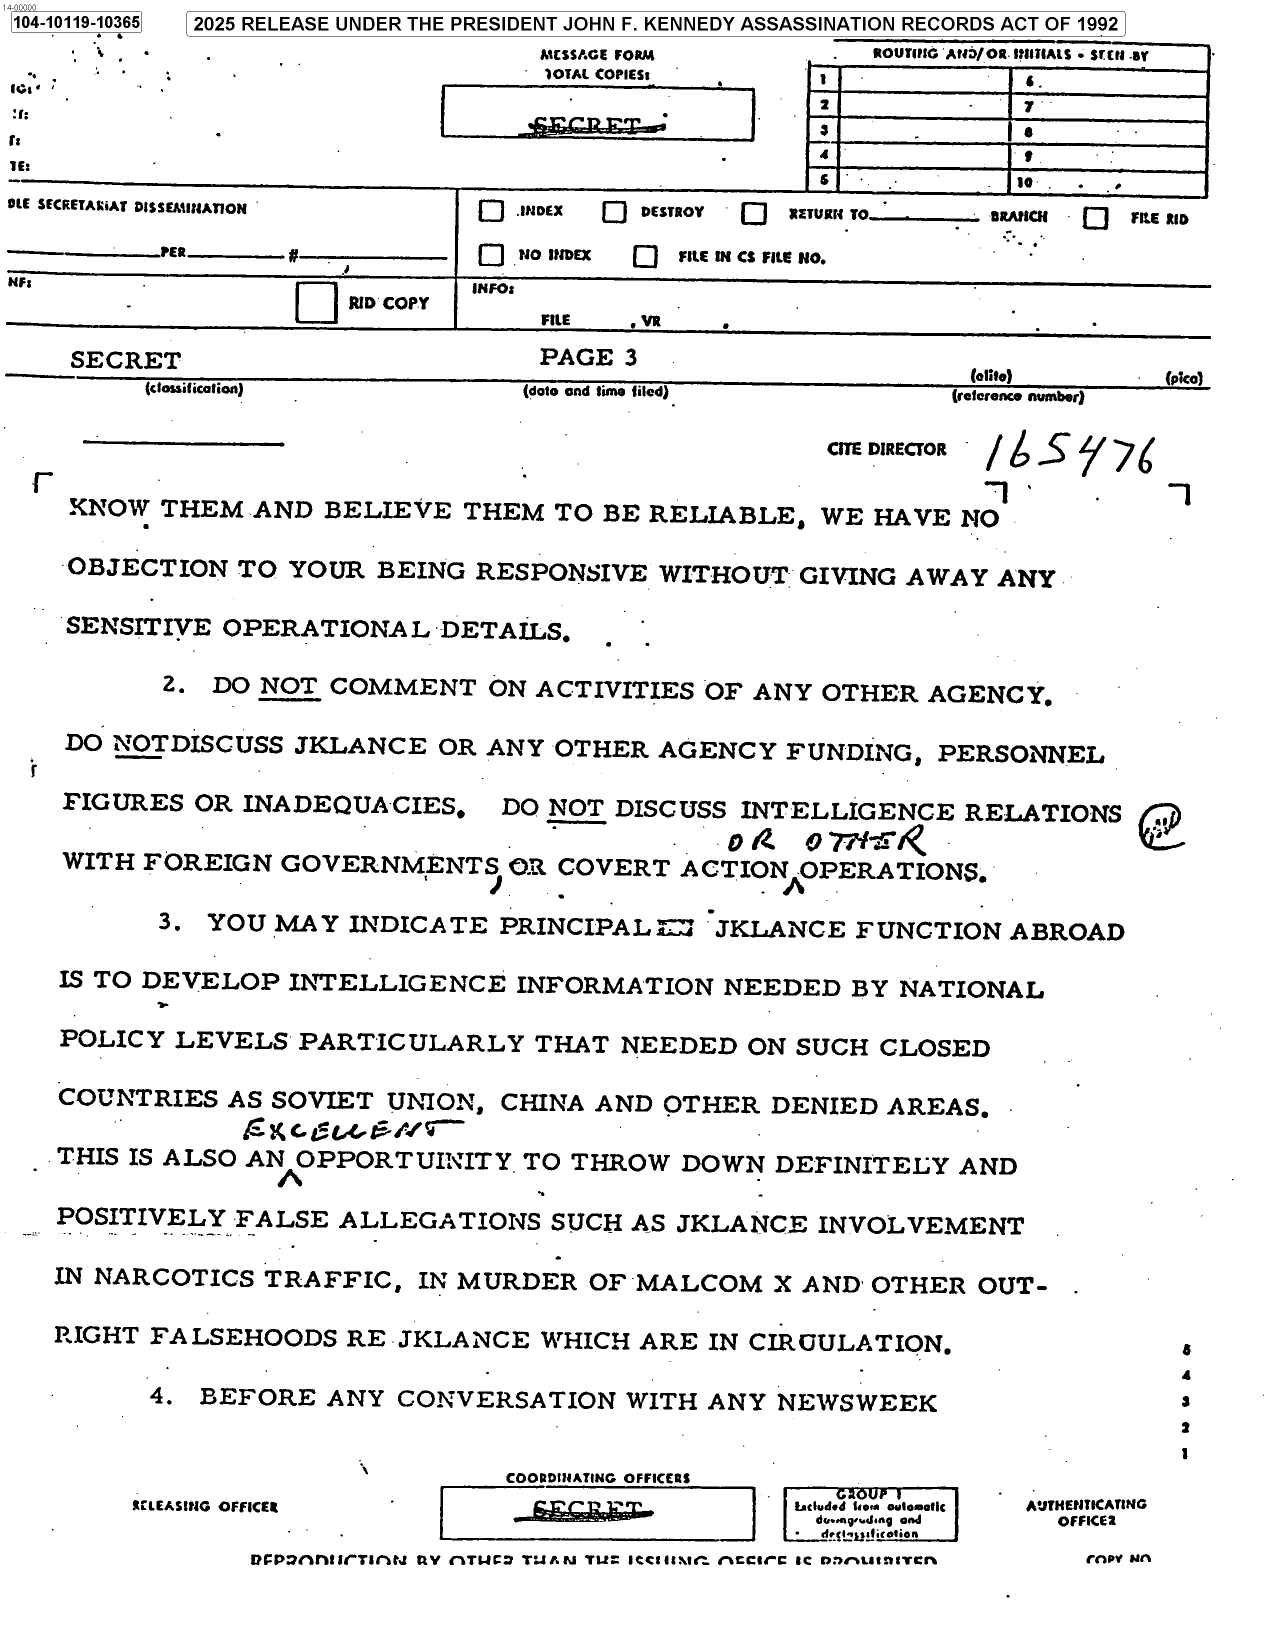 14-00000
104-10119-10365
2025 RELEASE UNDER THE PRESIDENT JOHN F. KENNEDY ASSASSINATION RECORDS ACT OF 1992
MESSAGE FORM
TOTAL COPIES:
ROUTING AND/OR INITIALS - SEEN BY
SECRET
1 6
2 7
3 8
4 9
5 10
TE:
SECRETARIAT DISSEMINATION
PER #
INDEX DESTROY RETURN TO BRANCH FILE RID
NO INDEX FILE IN CS FILE NO.
NF:
RID COPY
INFO:
FILE , VR
SECRET PAGE 3
(classification) (date and time filed) (elite) (pica)
(reference number)
CITE DIRECTOR 165476
KNOW THEM AND BELIEVE THEM TO BE RELIABLE, WE HAVE NO
OBJECTION TO YOUR BEING RESPONSIVE WITHOUT GIVING AWAY ANY
SENSITIVE OPERATIONAL DETAILS.
2. DO NOT COMMENT ON ACTIVITIES OF ANY OTHER AGENCY.
DO NOTDISCUSS JKLANCE OR ANY OTHER AGENCY FUNDING, PERSONNEL
FIGURES OR INADEQUACIES. DO NOT DISCUSS INTELLIGENCE RELATIONS
OR OTHER
WITH FOREIGN GOVERNMENTS, OR COVERT ACTION OPERATIONS.
3. YOU MAY INDICATE PRINCIPAL JKLANCE FUNCTION ABROAD
IS TO DEVELOP INTELLIGENCE INFORMATION NEEDED BY NATIONAL
POLICY LEVELS PARTICULARLY THAT NEEDED ON SUCH CLOSED
COUNTRIES AS SOVIET UNION, CHINA AND OTHER DENIED AREAS.
EXCELLENT
THIS IS ALSO AN OPPORTUINITY TO THROW DOWN DEFINITELY AND
POSITIVELY FALSE ALLEGATIONS SUCH AS JKLANCE INVOLVEMENT
IN NARCOTICS TRAFFIC, IN MURDER OF MALCOM X AND OTHER OUT-
RIGHT FALSEHOODS RE JKLANCE WHICH ARE IN CIRCULATION.
4. BEFORE ANY CONVERSATION WITH ANY NEWSWEEK
5
4
3
2
1
COORDINATING OFFICERS
RELEASING OFFICER
SECRET
GROUP 1
Excluded from automatic
downgrading and
declassification
AUTHENTICATING
OFFICER
REPRODUCTION BY OTHER THAN THE ISSUING OFFICE IS PROHIBITED COPY NO